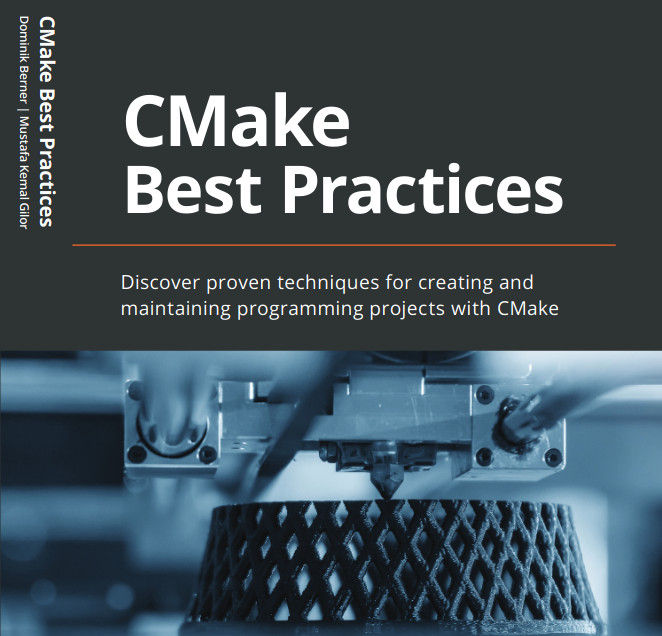 CMake Best Practices
Dominik Berner | Mustafa Kemal Gilor
CMake
Best Practices
Discover proven techniques for creating and
maintaining programming projects with CMake